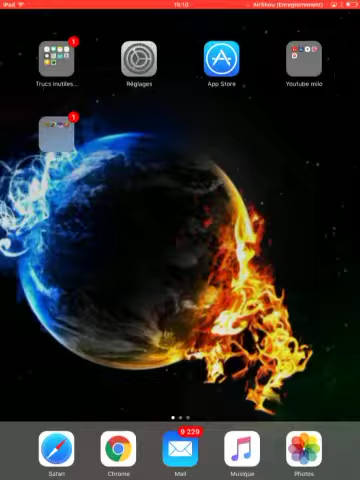 iPad
14:10
AirShou (Enregistrement)
1
Trucs inutiles...
Réglages
App Store
Youtube milo
1
9 229
Safari
Chrome
Mail
Musique
Photos